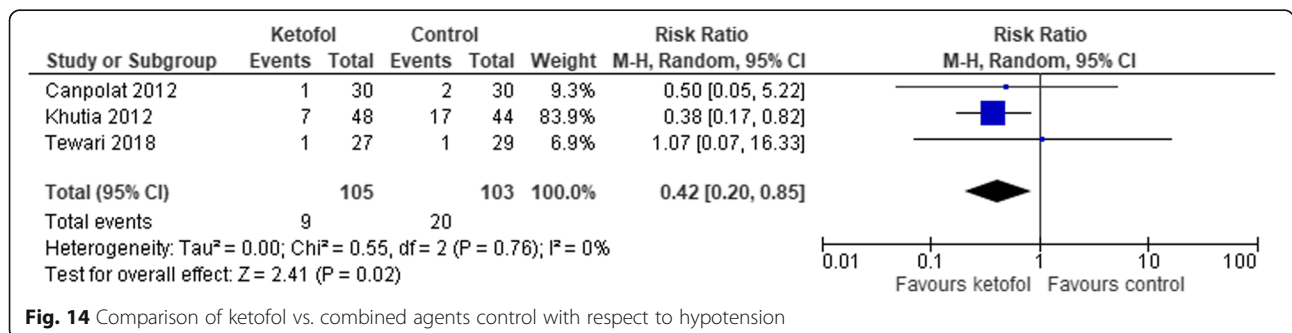 Ketofol Control Risk Ratio Risk Ratio
Study or Subgroup Events Total Events Total Weight M-H, Random, 95% CI M-H, Random, 95% CI
Canpolat 2012 1 30 2 30 9.3% 0.50 [0.05, 5.22]
Khutia 2012 7 48 17 44 83.9% 0.38 [0.17, 0.82]
Tewari 2018 1 27 1 29 6.9% 1.07 [0.07, 16.33]
Total (95% CI) 105 103 100.0% 0.42 [0.20, 0.85]
Total events 9 20
Heterogeneity: Tau² = 0.00; Chi² = 0.55, df = 2 (P = 0.76); I² = 0%
Test for overall effect: Z = 2.41 (P = 0.02)
0.01 0.1 1 10 100
Favours ketofol Favours control
Fig. 14 Comparison of ketofol vs. combined agents control with respect to hypotension